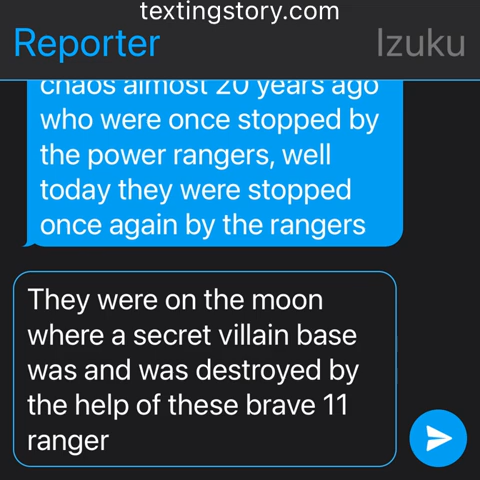 textingstory.com
Reporter Izuku
chaos almost 20 years ago
who were once stopped by
the power rangers, well
today they were stopped
once again by the rangers
They were on the moon
where a secret villain base
was and was destroyed by
the help of these brave 11
ranger